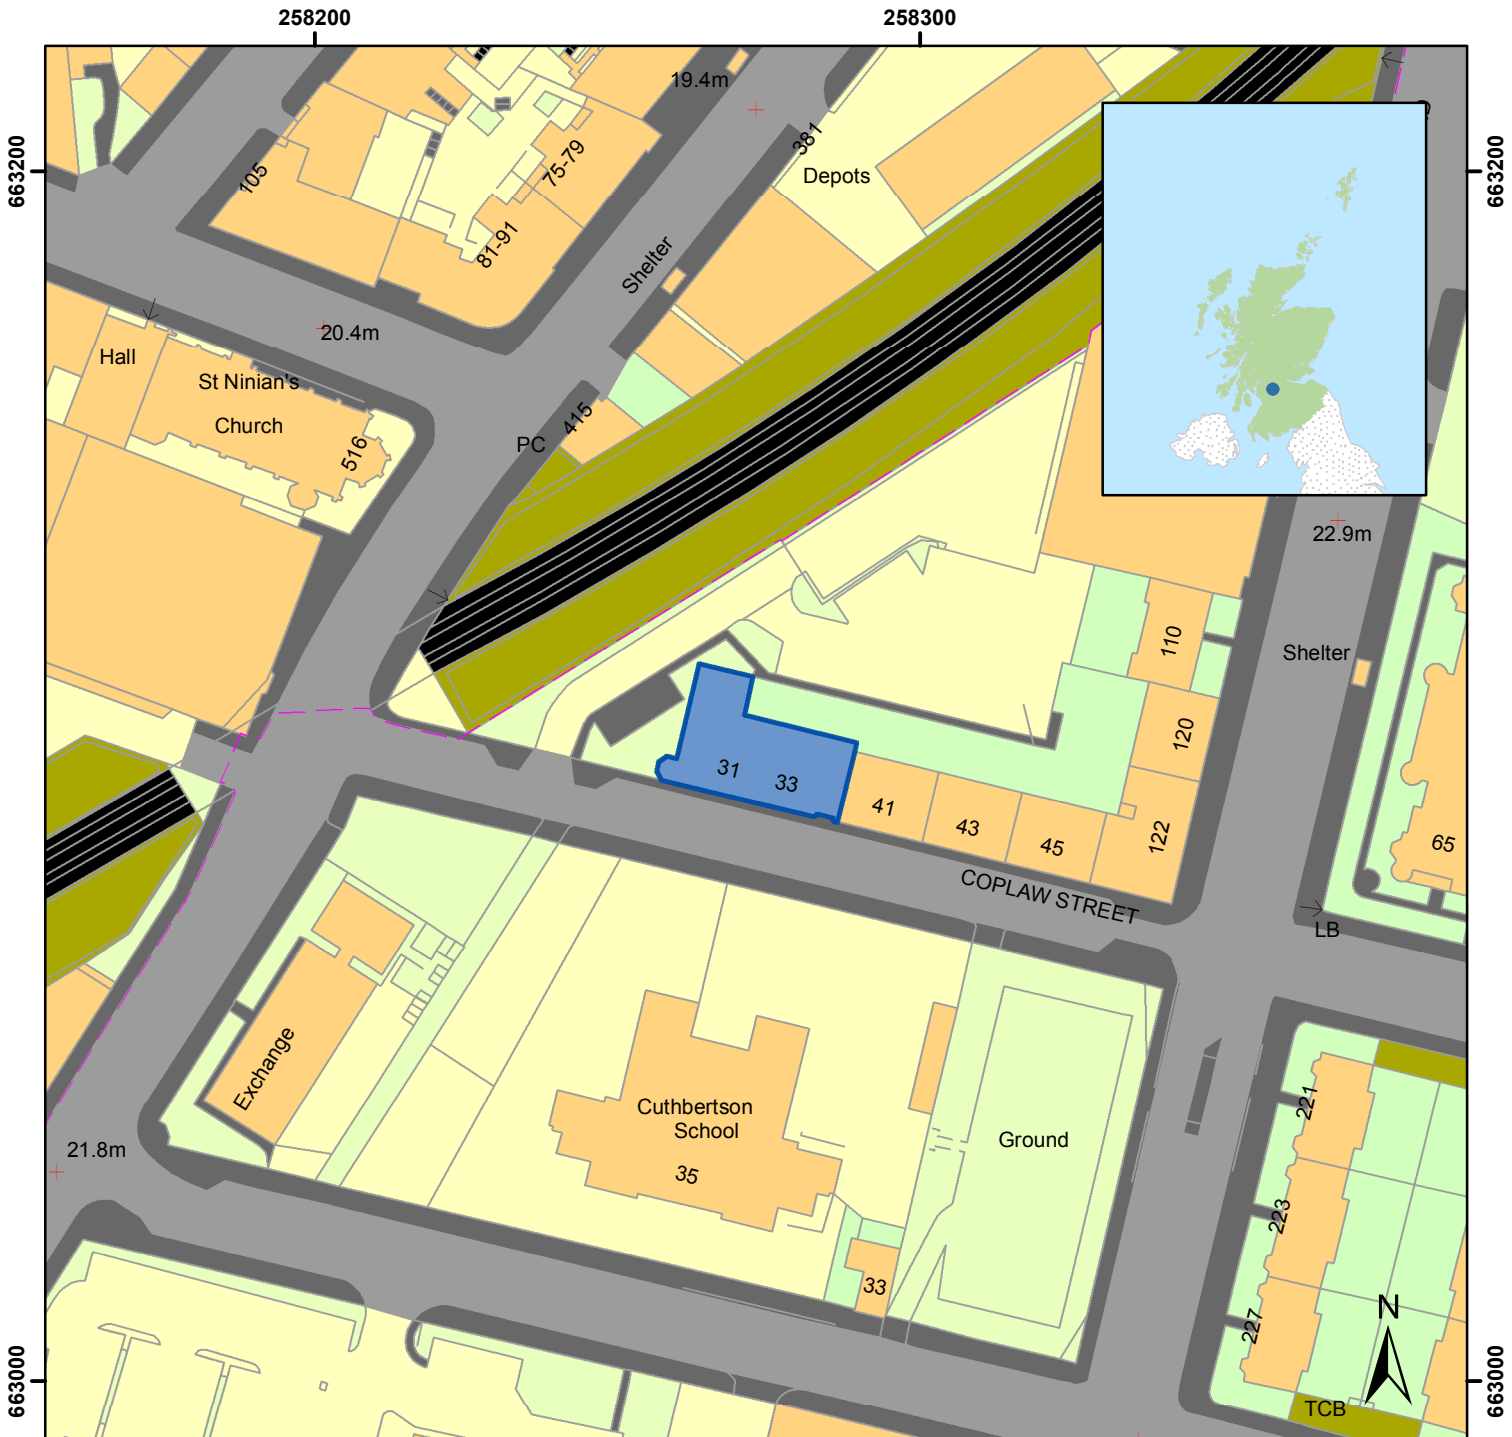 258200
258300
663200
663200
19.4m
381
Depots
105
75-79
81-91
Shelter
20.4m
Hall
St Ninian's
Church
516
415
PC
22.9m
110
Shelter
120
31
33
41
43
45
122
65
COPLAW STREET
LB
Exchange
Cuthbertson
School
35
Ground
221
21.8m
223
33
227
N
TCB
663000
663000